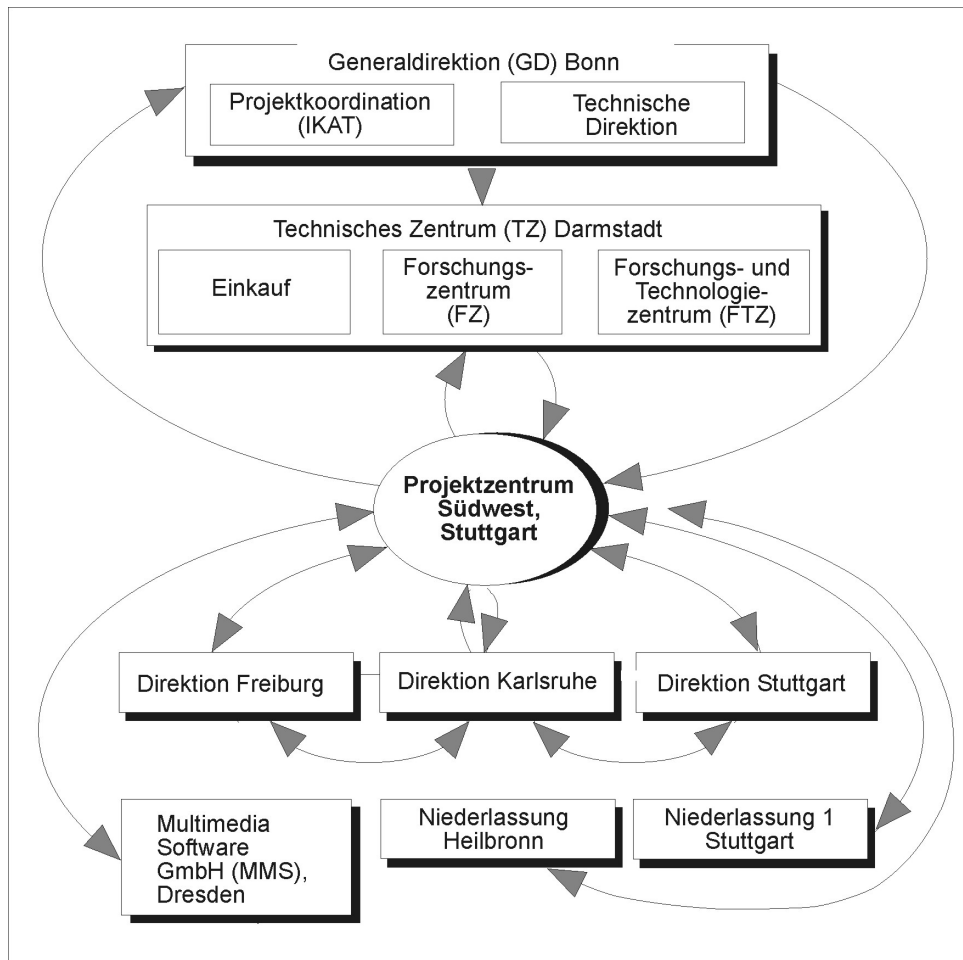 Generaldirektion (GD) Bonn
Projektkoordination
(IKAT)
Technische
Direktion
Technisches Zentrum (TZ) Darmstadt
Einkauf
Forschungs-
zentrum
(FZ)
Forschungs- und
Technologie-
zentrum (FTZ)
Projektzentrum
Südwest,
Stuttgart
Direktion Freiburg
Direktion Karlsruhe
Direktion Stuttgart
Multimedia
Software
GmbH (MMS),
Dresden
Niederlassung
Heilbronn
Niederlassung 1
Stuttgart